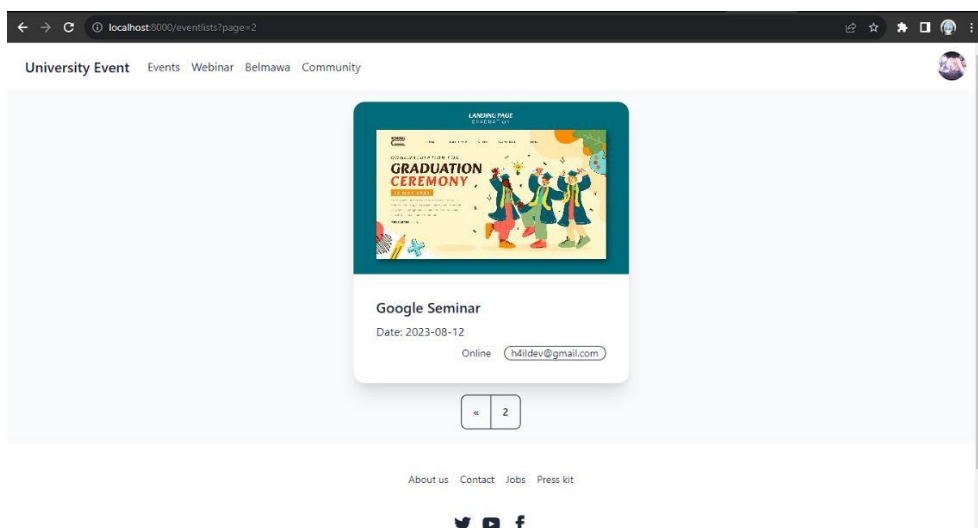 localhost:8000/eventlists?page=2
University Event Events Webinar Belmawa Community
LANDING PAGE
GRADUATION
GRADUATION
CEREMONY
Google Seminar
Date: 2023-08-12
Online h4ildev@gmail.com
« 2
About us Contact Jobs Press kit